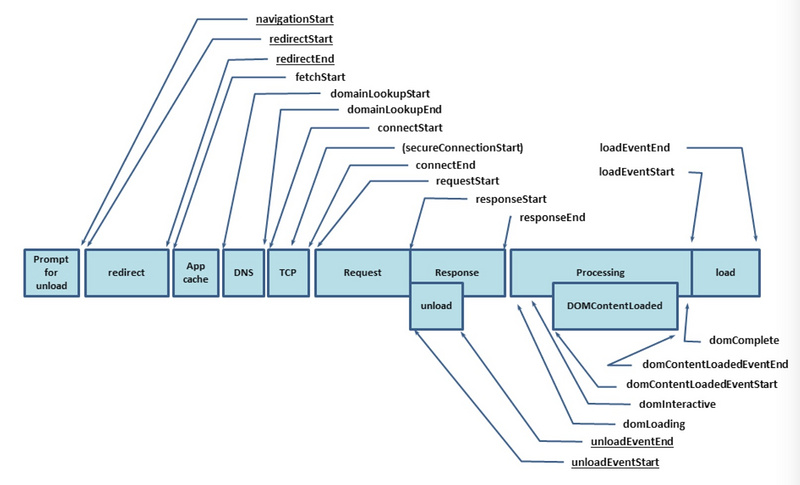 navigationStart
redirectStart
redirectEnd
fetchStart
domainLookupStart
domainLookupEnd
connectStart
(secureConnectionStart)
loadEventEnd
connectEnd
loadEventStart
requestStart
responseStart
responseEnd
Prompt
for
unload
redirect
App
cache
DNS
TCP
Request
Response
Processing
load
unload
DOMContentLoaded
domComplete
domContentLoadedEventEnd
domContentLoadedEventStart
domInteractive
domLoading
unloadEventEnd
unloadEventStart